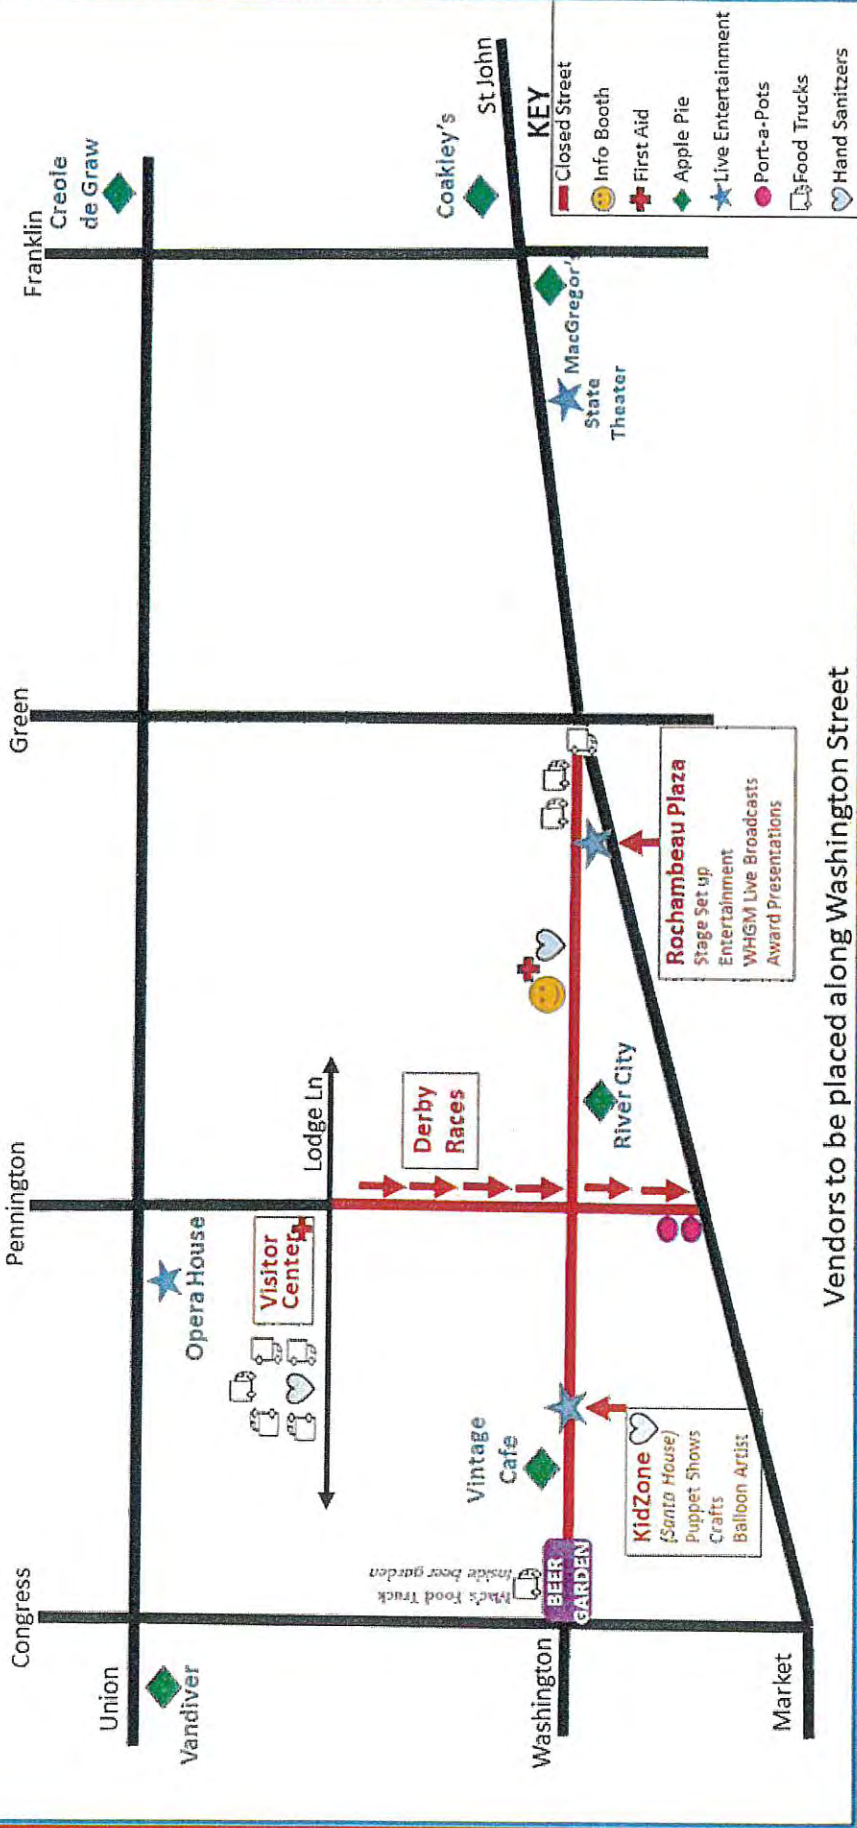 Congress
Pennington
Green
Franklin
Union
Vandiver
Opera House
Creole
de Graw
Visitor
Center
Lodge Ln
Derby
Races
Mac's Food Truck
inside beer garden
Vintage
Cafe
Coakley's
St John
Washington
BEER
GARDEN
River City
MacGregor's
State
Theater
KidZone
(Santa House)
Puppet Shows
Crafts
Balloon Artist
Rochambeau Plaza
Stage Set up
Entertainment
WHGM Live Broadcasts
Award Presentations
Market
KEY
Closed Street
Info Booth
First Aid
Apple Pie
Live Entertainment
Port-a-Pots
Food Trucks
Hand Sanitzers
Vendors to be placed along Washington Street